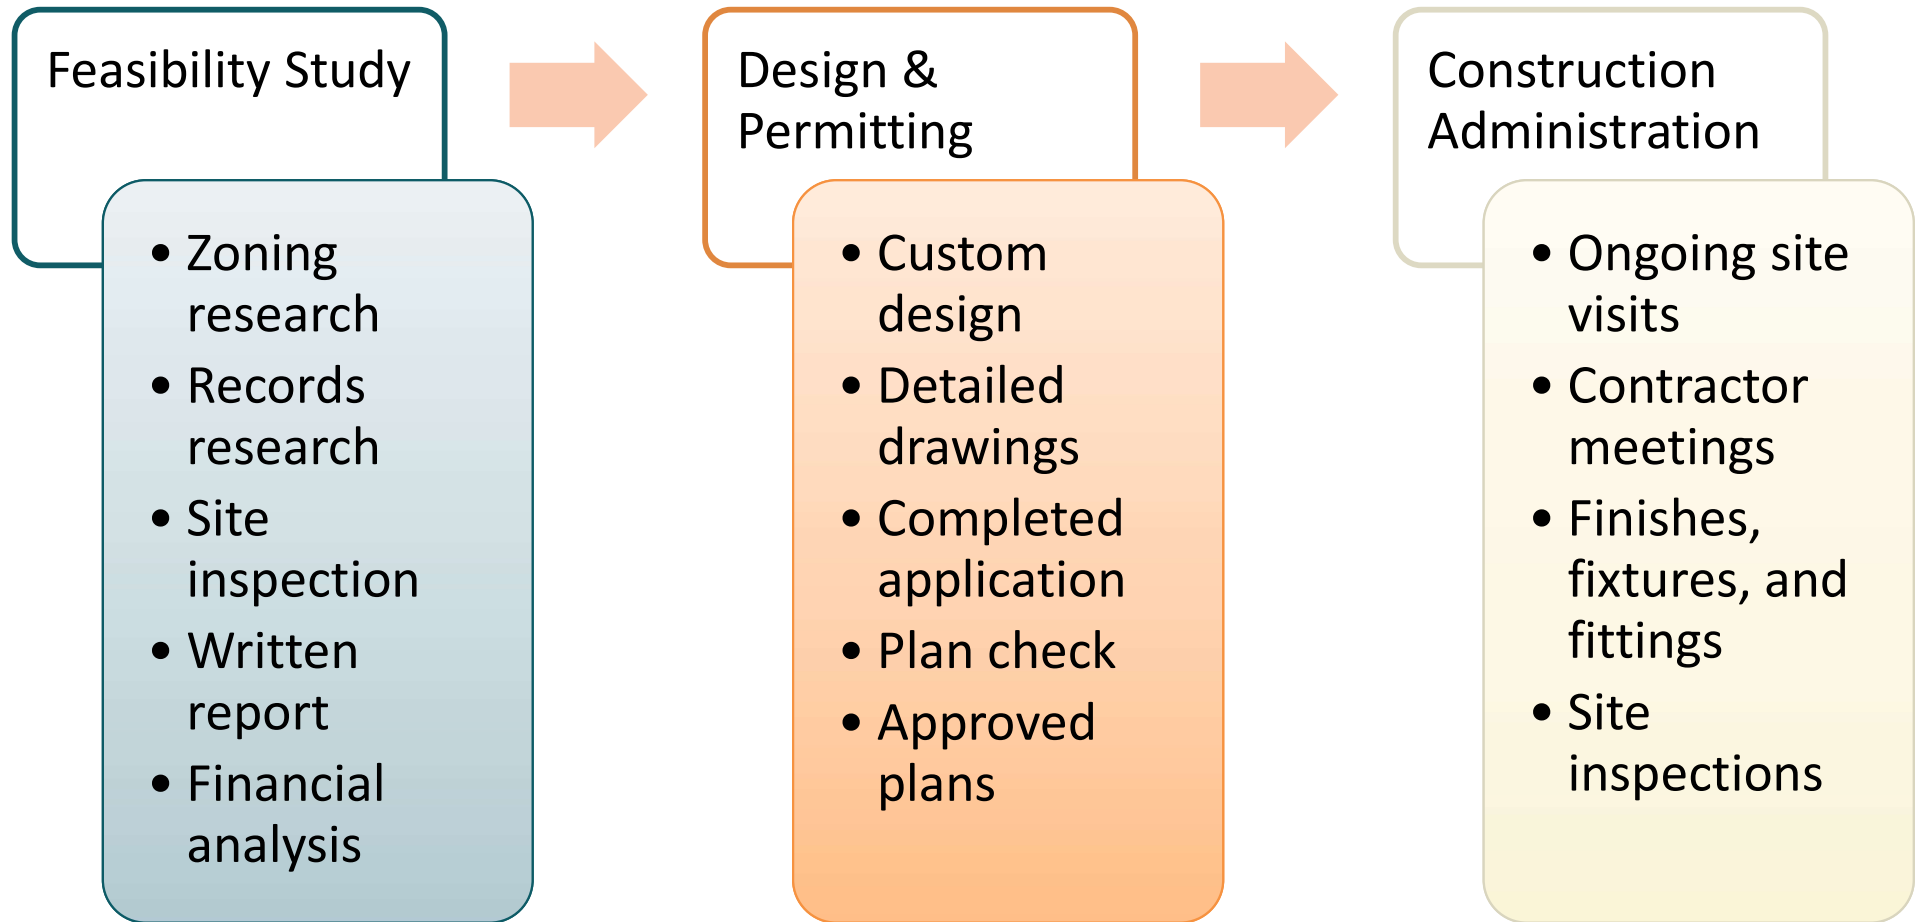 Feasibility Study
• Zoning
research
• Records
research
• Site
inspection
• Written
report
• Financial
analysis
Design &
Permitting
• Custom
design
• Detailed
drawings
• Completed
application
• Plan check
• Approved
plans
Construction
Administration
• Ongoing site
visits
• Contractor
meetings
• Finishes,
fixtures, and
fittings
• Site
inspections